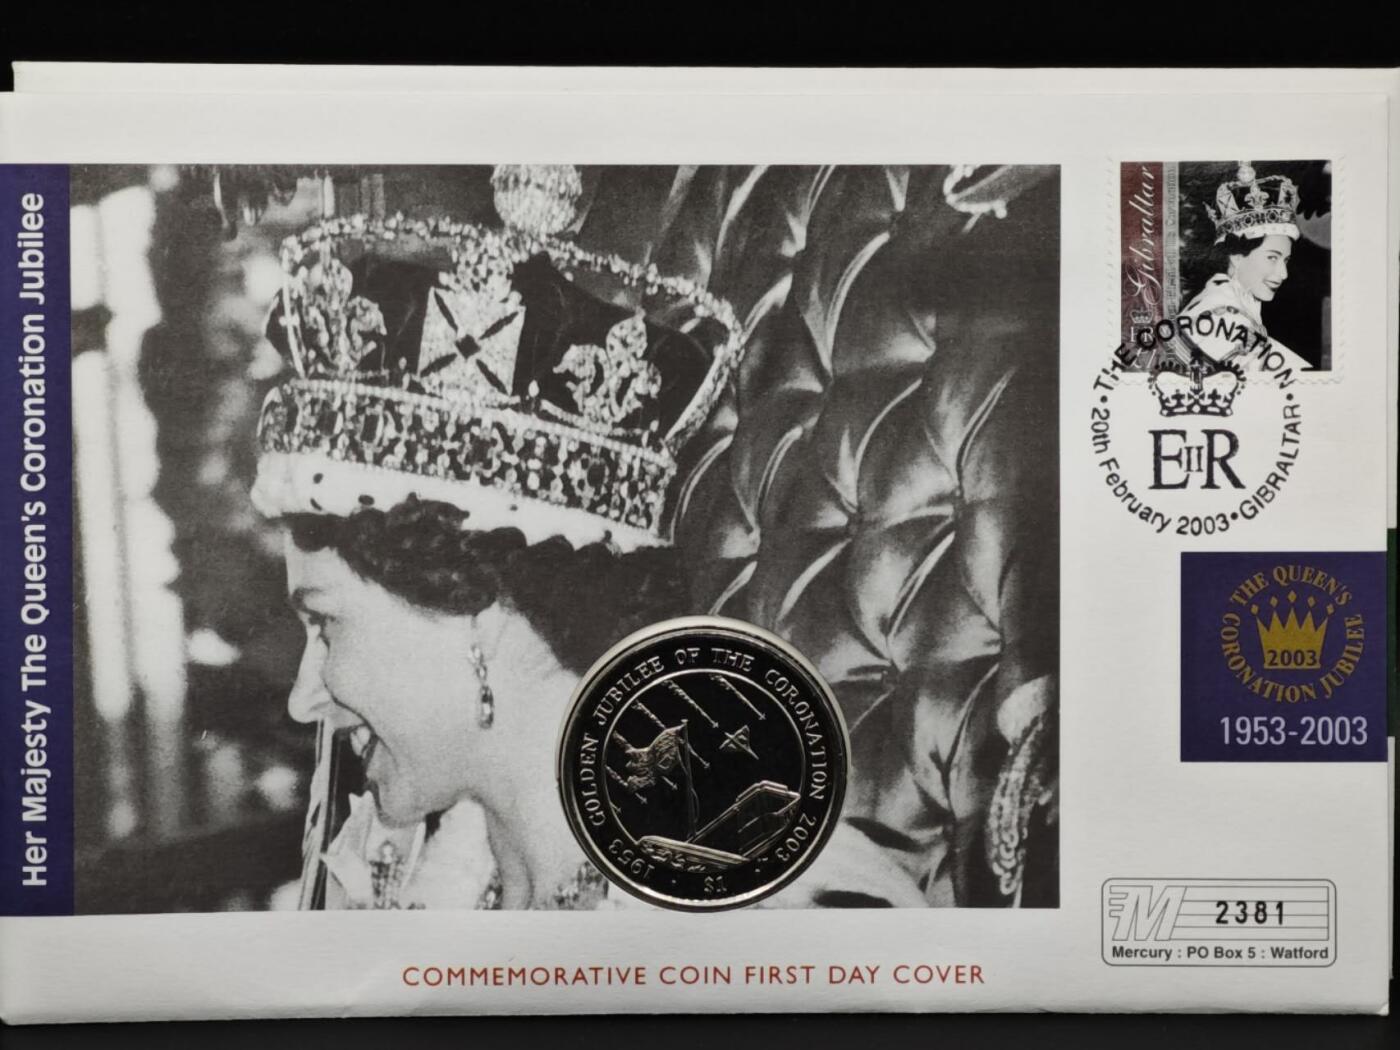 Her Majesty The Queen's Coronation Jubilee
Gibraltar
THE CORONATION
20th February 2003 • GIBRALTAR
EIIR
THE QUEEN'S CORONATION JUBILEE
2003
1953-2003
GOLDEN JUBILEE OF THE CORONATION
1953 · $1 · 2003
2381
Mercury : PO Box 5 : Watford
COMMEMORATIVE COIN FIRST DAY COVER